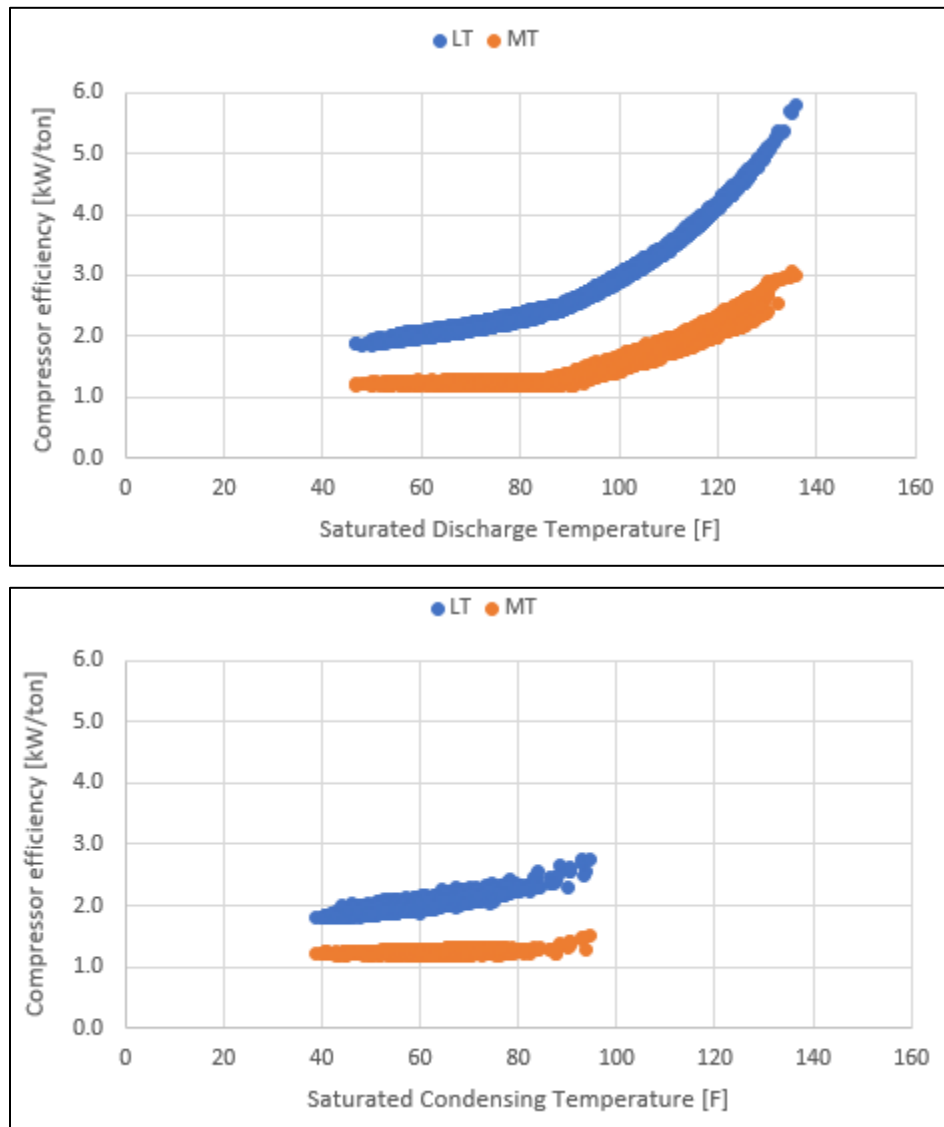 LT MT
6.0
5.0
4.0
3.0
2.0
1.0
0.0
Compressor efficiency [kW/ton]
0 20 40 60 80 100 120 140 160
Saturated Discharge Temperature [F]
LT MT
6.0
5.0
4.0
3.0
2.0
1.0
0.0
Compressor efficiency [kW/ton]
0 20 40 60 80 100 120 140 160
Saturated Condensing Temperature [F]